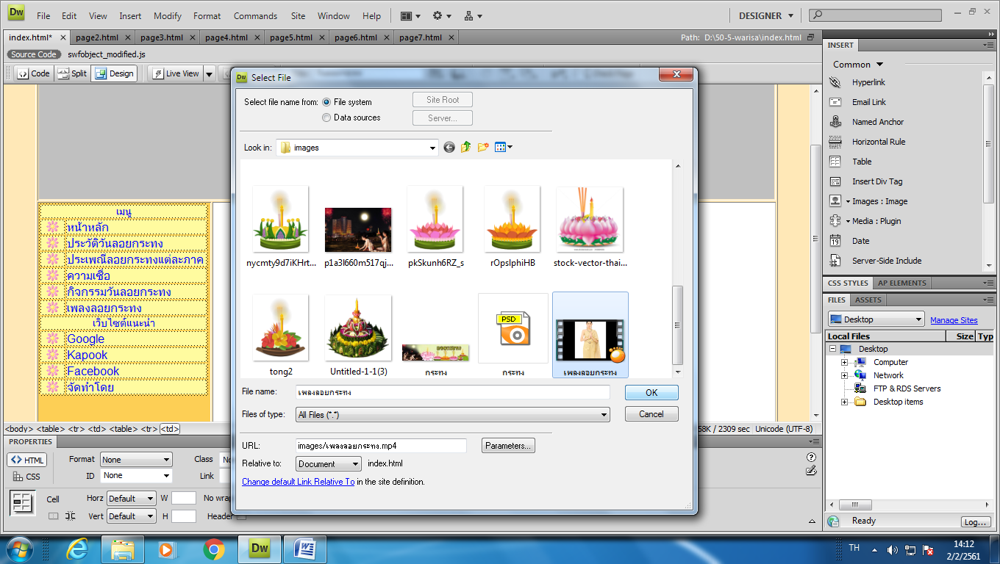 Dw File Edit View Insert Modify Format Commands Site Window Help DESIGNER
index.html* page2.html page3.html page4.html page5.html page6.html page7.html Path: D:\50-5-warisa\index.html
Source Code swfobject_modified.js
Code Split Design Live View
Dw Select File
Select file name from: File system Site Root
Data sources Server...
Look in: images
nycmty9d7iKHrt... p1a3l660m517qj... pkSkunh6RZ_s rOpsIphiHB stock-vector-thai...
PSD
tong2 Untitled-1-1(3) กระทง กระทง เพลงลอยกระทง
File name: เพลงลอยกระทง OK
Files of type: All Files (*.*) Cancel
URL: images/เพลงลอยกระทง.mp4 Parameters...
Relative to: Document index.html
Change default Link Relative To in the site definition.
เมนู
หน้าหลัก
ประวัติวันลอยกระทง
ประเพณีลอยกระทงแต่ละภาค
ความเชื่อ
กิจกรรมวันลอยกระทง
เพลงลอยกระทง
เว็บไซต์แนะนำ
Google
Kapook
Facebook
จัดทำโดย
<body> <table> <tr> <td> <table> <tr> <td> 58K / 2309 sec Unicode (UTF-8)
PROPERTIES
HTML Format None Class
CSS ID None Link
Cell Horz Default W No wrap
Vert Default H Header
INSERT
Common
Hyperlink
Email Link
Named Anchor
Horizontal Rule
Table
Insert Div Tag
Images : Image
Media : Plugin
19 Date
Server-Side Include
CSS STYLES AP ELEMENTS
FILES ASSETS
Desktop Manage Sites
Local Files Size Typ
Desktop
Computer
Network
FTP & RDS Servers
Desktop items
Ready Log...
Dw W TH 14:12
2/2/2561